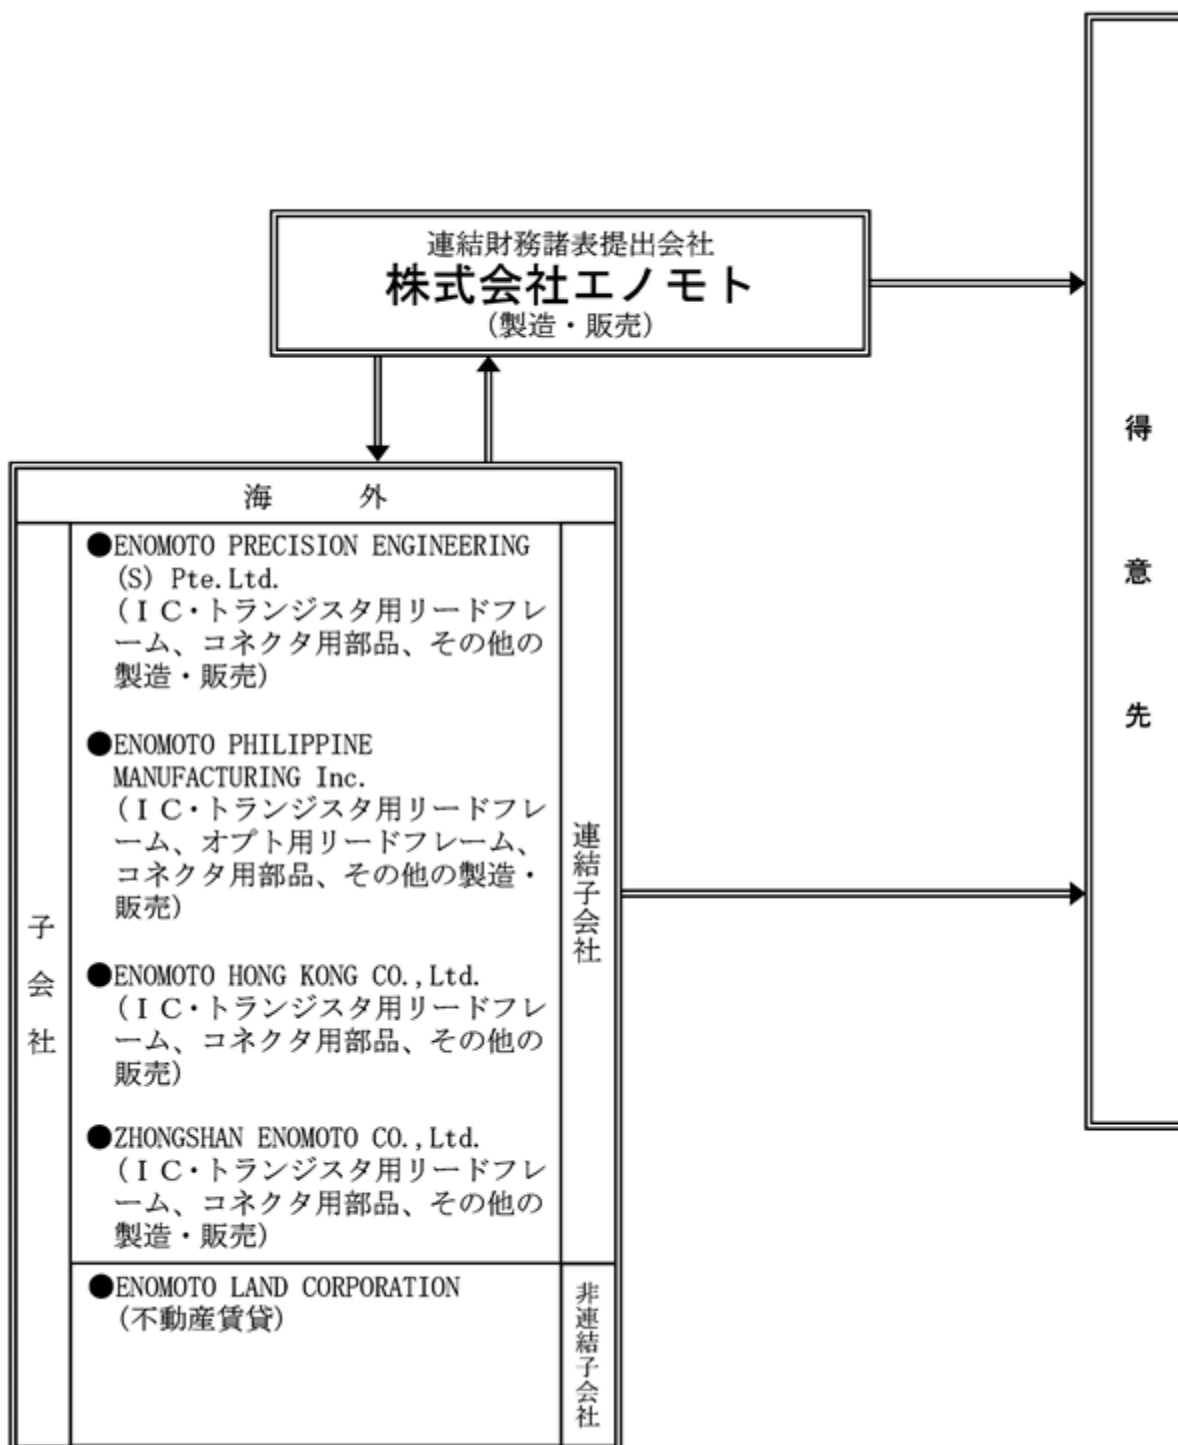 連結財務諸表提出会社
株式会社エノモト
(製造・販売)
得意先
海　　　外
子会社
●ENOMOTO PRECISION ENGINEERING
(S) Pte.Ltd.
(ＩＣ・トランジスタ用リードフレ
ーム、コネクタ用部品、その他の
製造・販売)
●ENOMOTO PHILIPPINE
MANUFACTURING Inc.
(ＩＣ・トランジスタ用リードフレ
ーム、オプト用リードフレーム、
コネクタ用部品、その他の製造・
販売)
●ENOMOTO HONG KONG CO.,Ltd.
(ＩＣ・トランジスタ用リードフレ
ーム、コネクタ用部品、その他の
販売)
●ZHONGSHAN ENOMOTO CO.,Ltd.
(ＩＣ・トランジスタ用リードフレ
ーム、コネクタ用部品、その他の
製造・販売)
連結子会社
●ENOMOTO LAND CORPORATION
(不動産賃貸)
非連結子会社